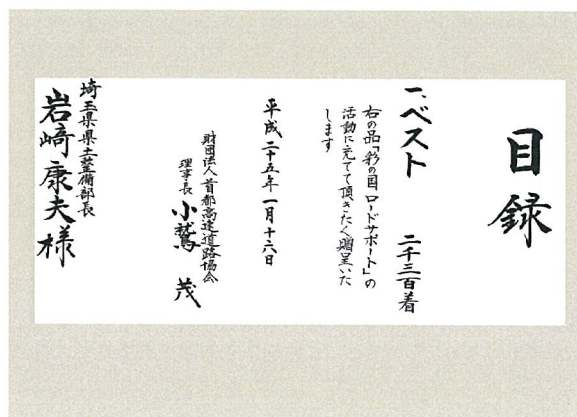 目録
一、ベスト 二千三百着
右の品「彩の国ロードサポート」の
活動に充てて頂きたく贈呈いた
します
平成二十五年一月十六日
財団法人首都高速道路協会
理事長 小鷲 茂
埼玉県県土整備部長
岩崎康夫様